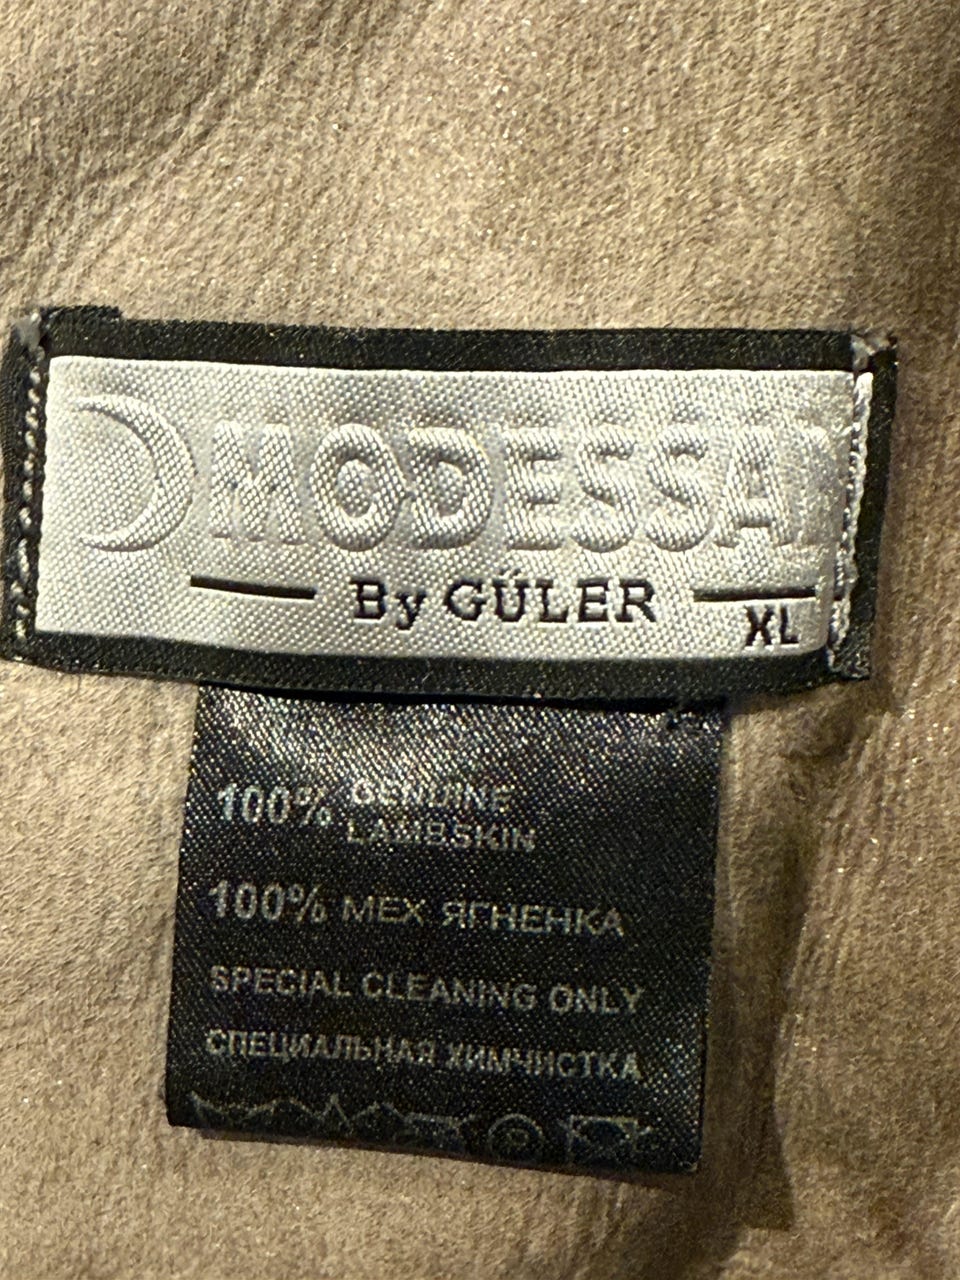 MODESSA
By GÜLER
XL
100% GENUINE
LAMBSKIN
100% МЕХ ЯГНЕНКА
SPECIAL CLEANING ONLY
СПЕЦИАЛЬНАЯ ХИМЧИСТКА